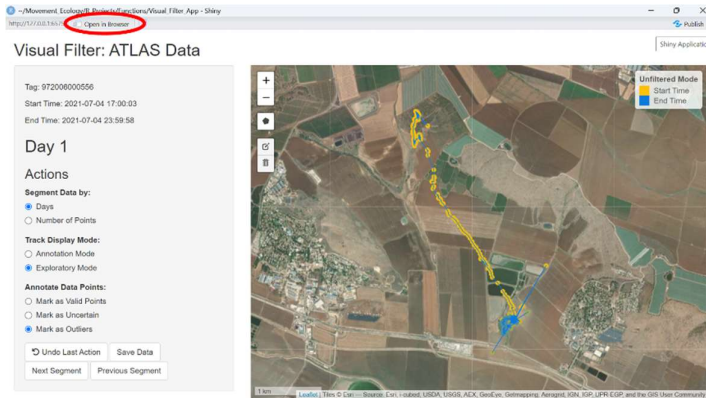 ~/Movement_Ecology/R_Projects/Functions/Visual_Filter_App - Shiny
Open in Browser
Publish
Visual Filter: ATLAS Data
Shiny Applicatio
Tag: 972006000556
Start Time: 2021-07-04 17:00:03
End Time: 2021-07-04 23:59:58
Day 1
Actions
Segment Data by:
Days
Number of Points
Track Display Mode:
Annotation Mode
Exploratory Mode
Annotate Data Points:
Mark as Valid Points
Mark as Uncertain
Mark as Outliers
Undo Last Action
Save Data
Next Segment
Previous Segment
+
−
Unfiltered Mode
Start Time
End Time
1 km
Leaflet | Tiles © Esri — Source: Esri, i-cubed, USDA, USGS, AEX, GeoEye, Getmapping, Aerogrid, IGN, IGP, UPR-EGP, and the GIS User Community